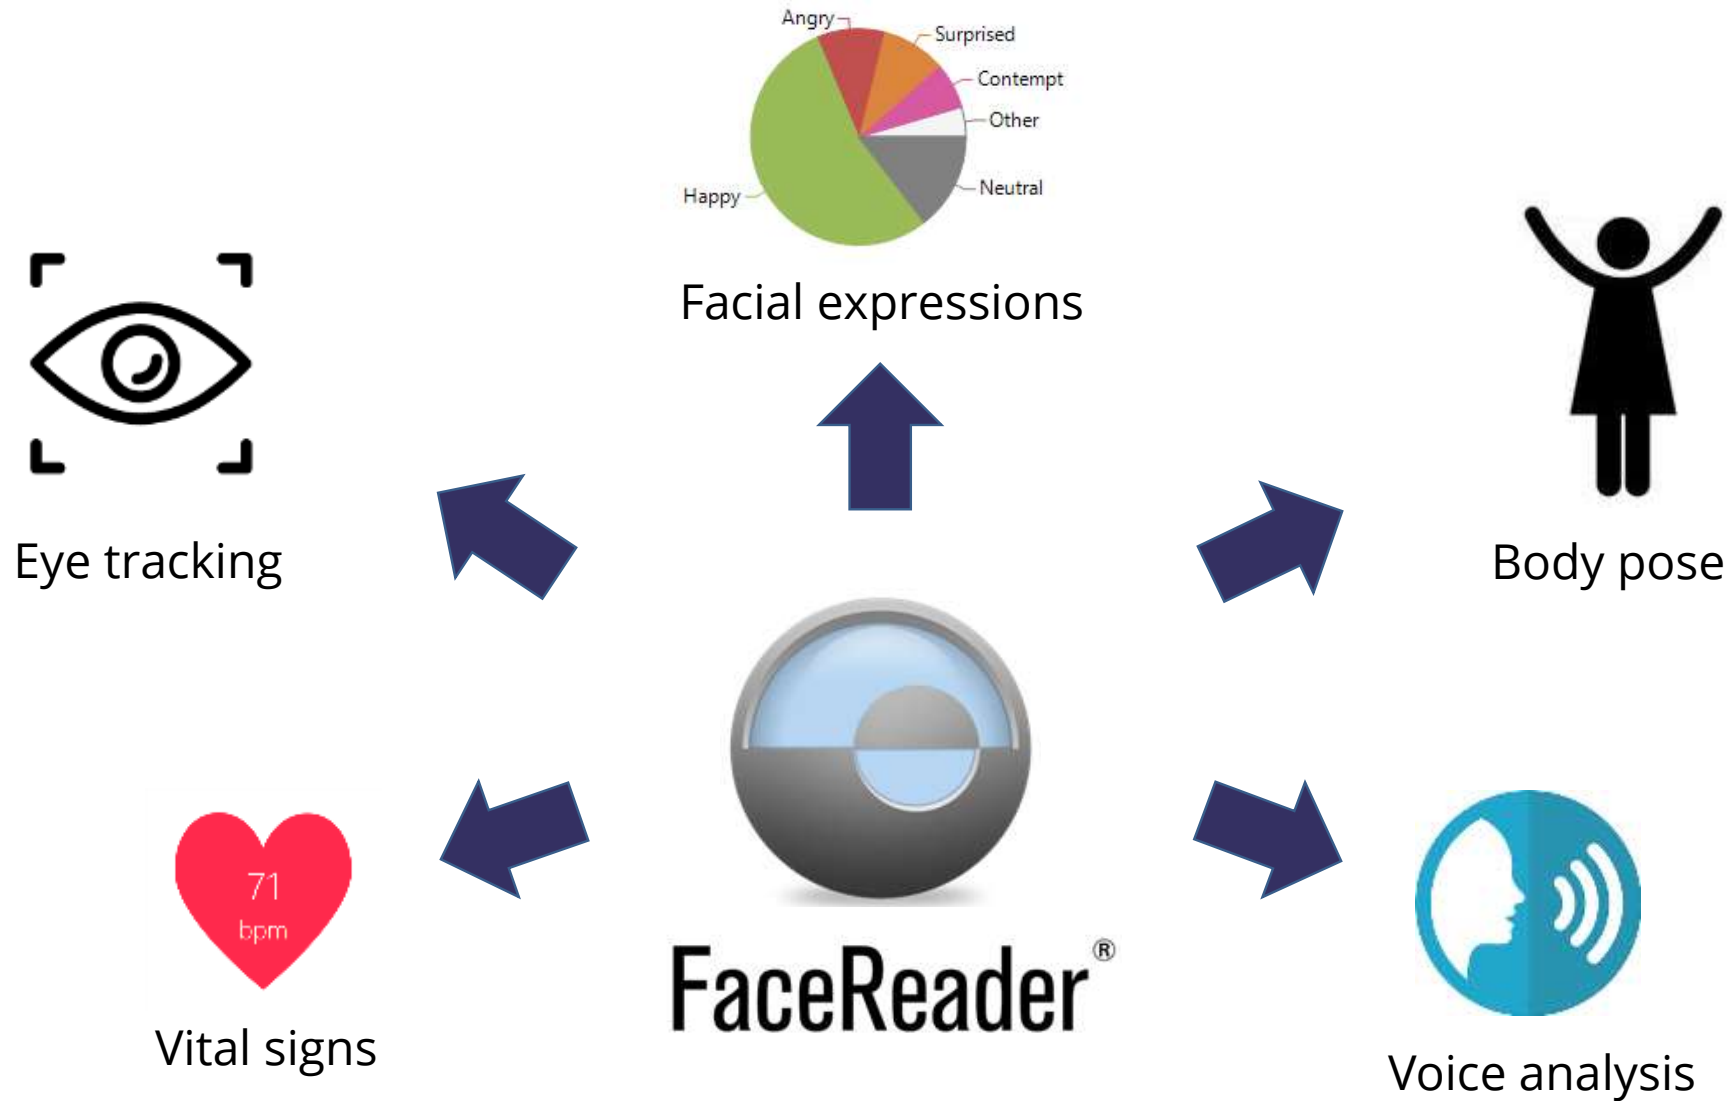 Angry
Surprised
Contempt
Other
Neutral
Happy
Facial expressions
Eye tracking
Body pose
71
bpm
Vital signs
FaceReader®
Voice analysis